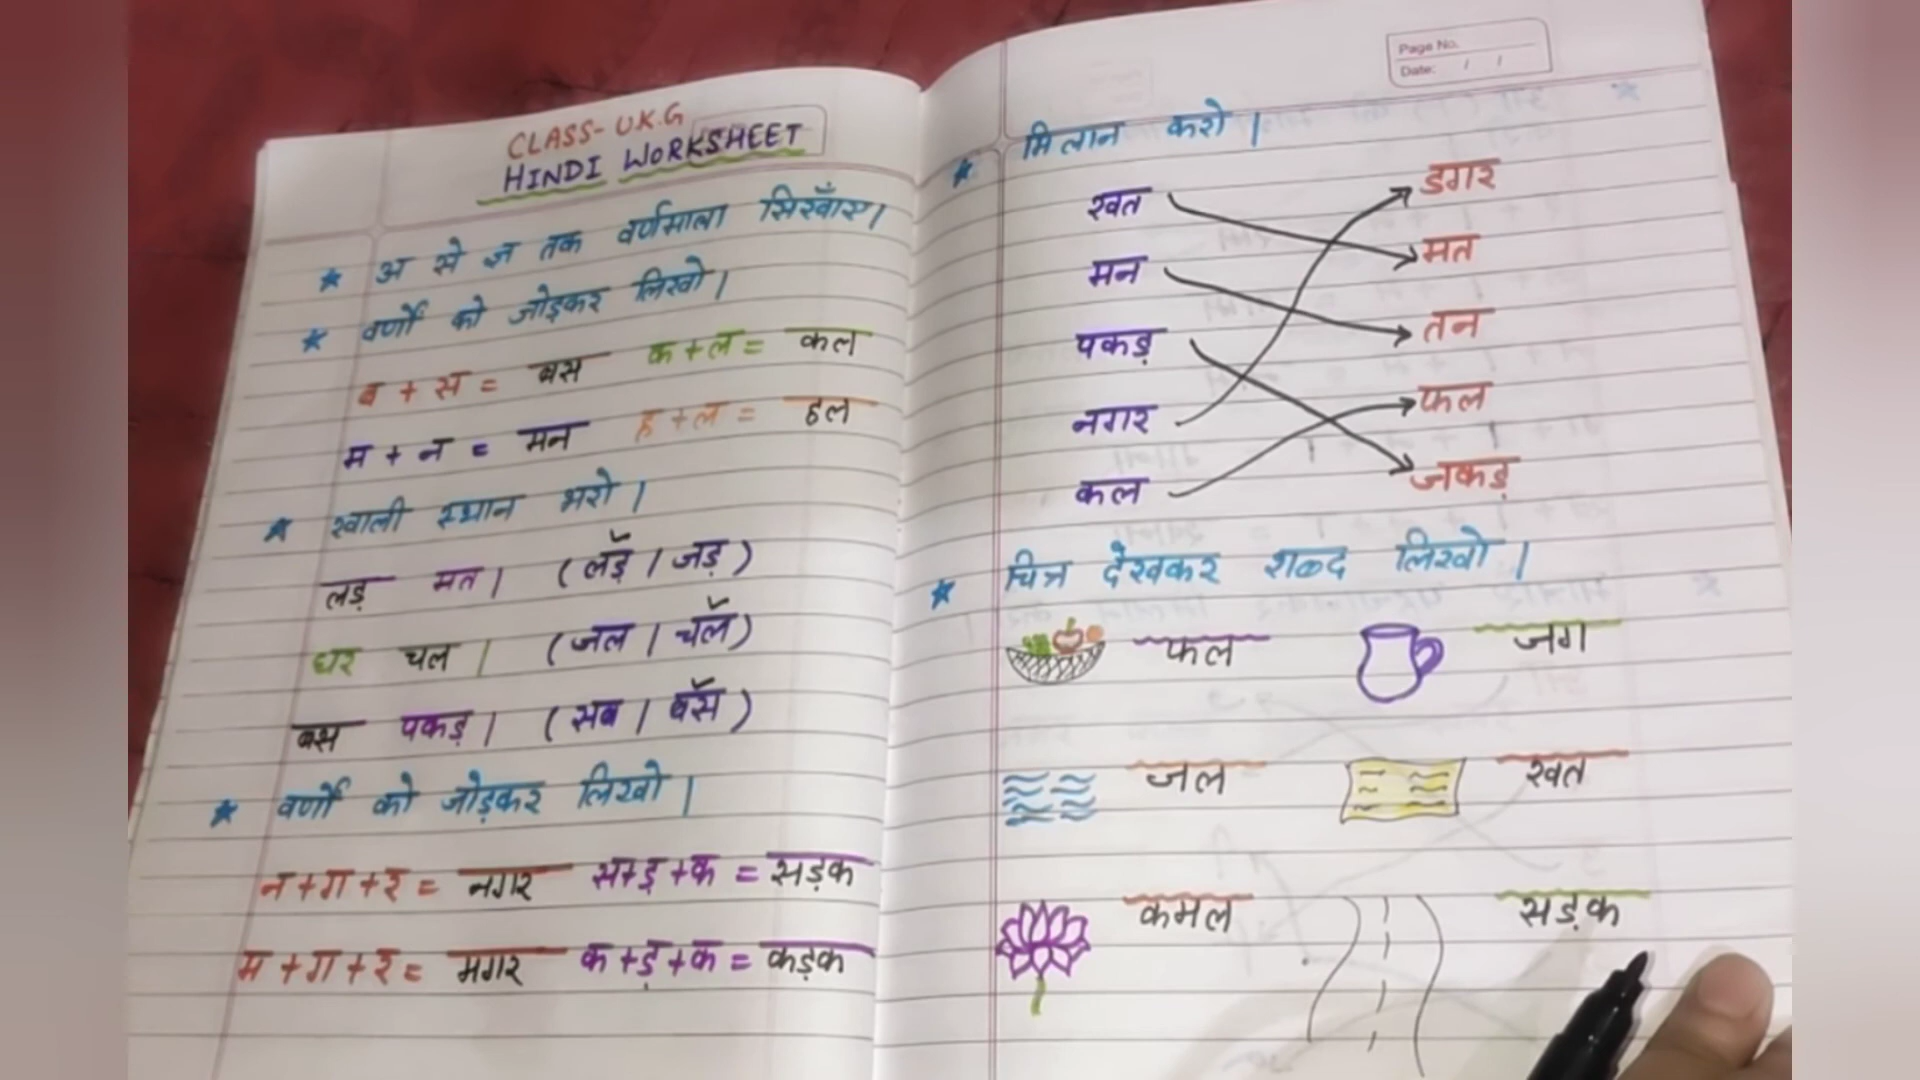 CLASS- U.K.G
HINDI WORKSHEET
★ अ से ज्ञ तक वर्णमाला सिखाँए।
★ वर्णों को जोड़कर लिखो।
ब + स = बस क + ल = कल
म + न = मन ह + ल = हल
★ खाली स्थान भरो।
लड़ मत। (लड़ / जड़)
घर चल। (जल / चल)
बस पकड़। (सब / बस)
★ वर्णों को जोड़कर लिखो।
न + ग + र = नगर स + ड़ + क = सड़क
म + ग + र = मगर क + ड़ + क = कड़क
Page No.
Date: / /
★ मिलान करो।
खत डगर
मन मत
पकड़ तन
नगर फल
कल जकड़
★ चित्र देखकर शब्द लिखो।
फल जग
जल खत
कमल सड़क